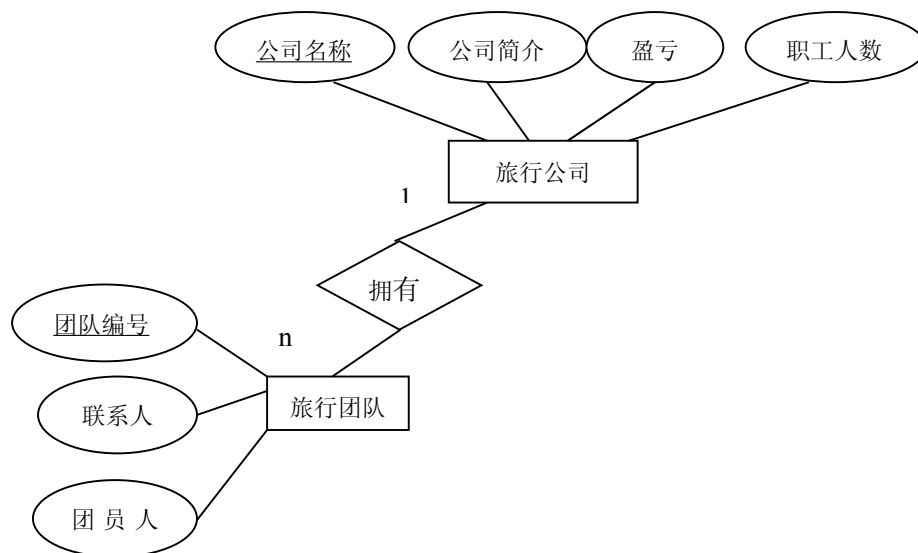 公司名称
公司简介
盈亏
职工人数
旅行公司
1
拥有
团队编号
n
联系人
旅行团队
团 员 人